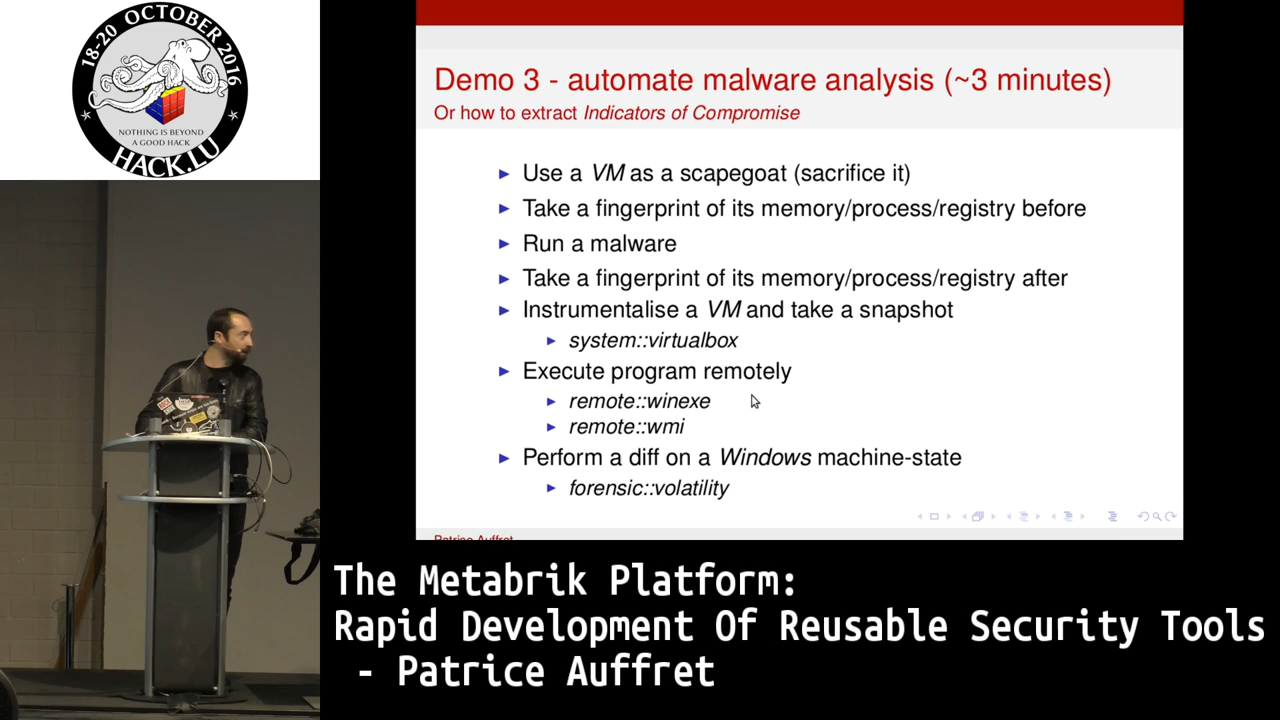 18-20 OCTOBER 2016
NOTHING IS BEYOND
A GOOD HACK
HACK.LU
Demo 3 - automate malware analysis (~3 minutes)
Or how to extract Indicators of Compromise
Use a VM as a scapegoat (sacrifice it)
Take a fingerprint of its memory/process/registry before
Run a malware
Take a fingerprint of its memory/process/registry after
Instrumentalise a VM and take a snapshot
system::virtualbox
Execute program remotely
remote::winexe
remote::wmi
Perform a diff on a Windows machine-state
forensic::volatility
Patrice Auffret
The Metabrik Platform:
Rapid Development Of Reusable Security Tools
- Patrice Auffret